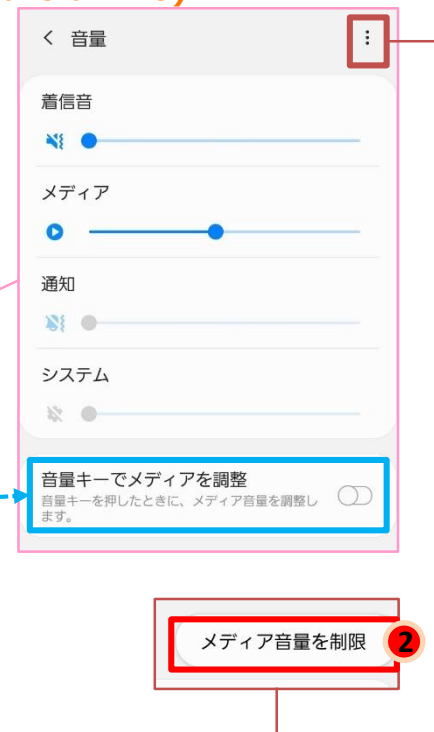 音量
着信音
メディア
通知
システム
音量キーでメディアを調整
音量キーを押したときに、メディア音量を調整し
ます。
メディア音量を制限
2